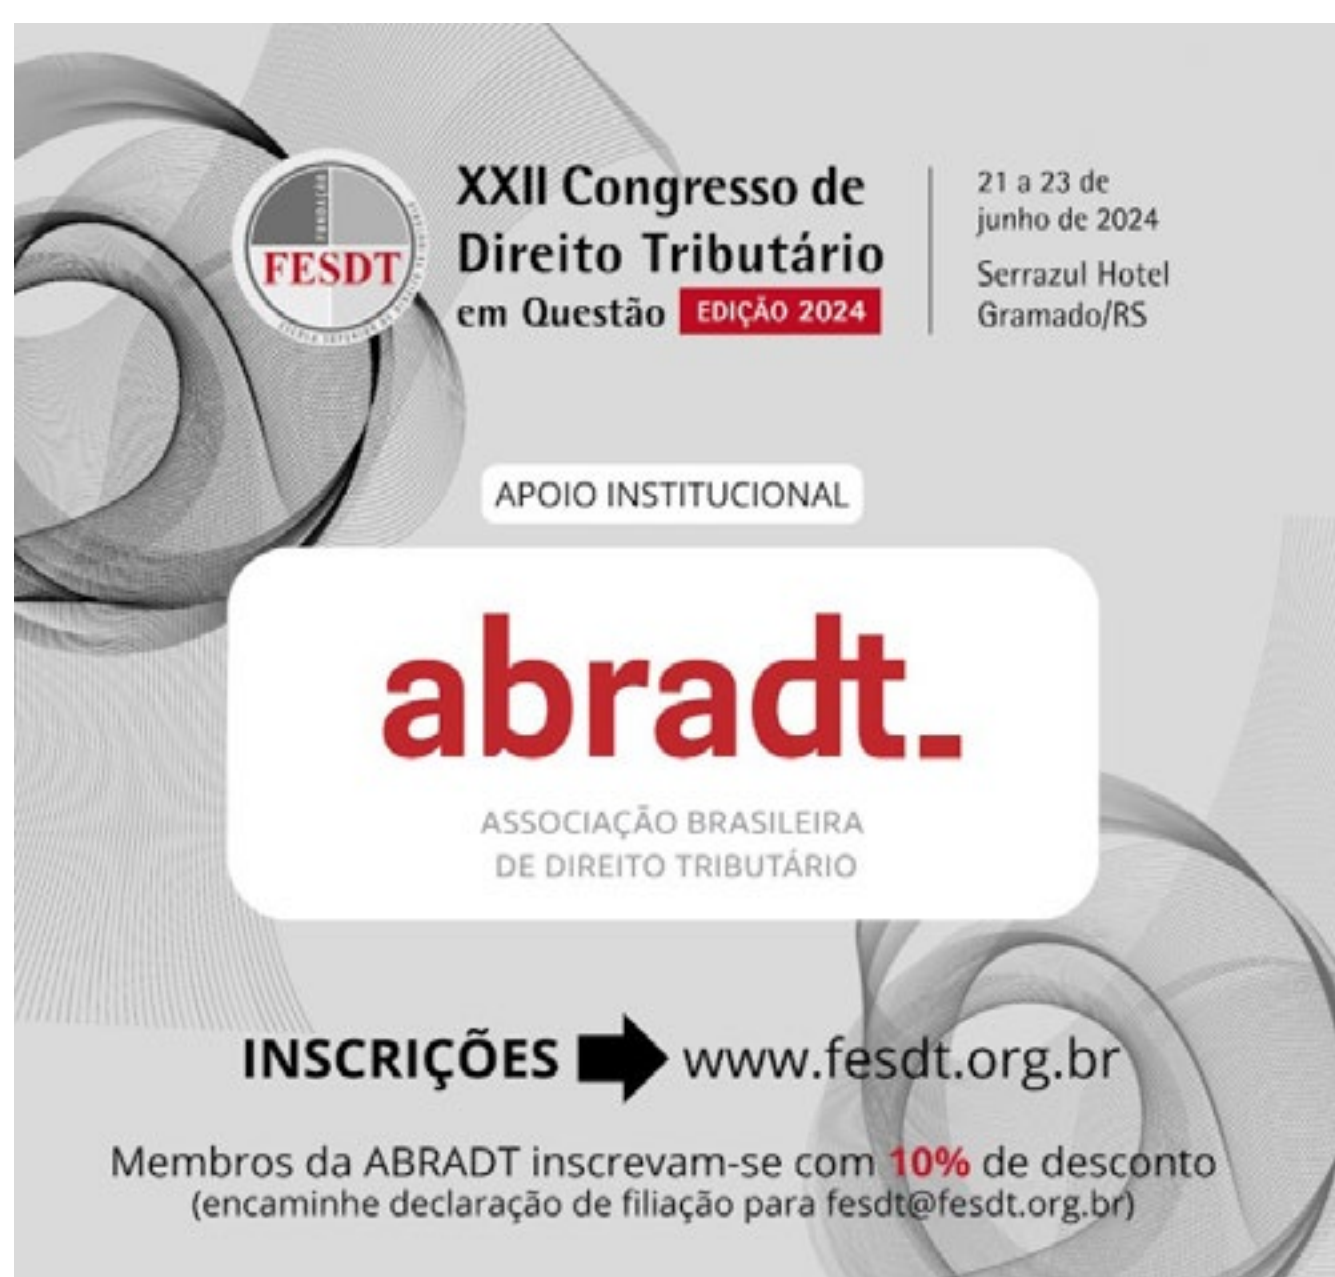 FUNDAÇÃO
FESDT
XXII Congresso de
Direito Tributário
em Questão EDIÇÃO 2024
21 a 23 de
junho de 2024
Serrazul Hotel
Gramado/RS
APOIO INSTITUCIONAL
abradt_
ASSOCIAÇÃO BRASILEIRA
DE DIREITO TRIBUTÁRIO
INSCRIÇÕES www.fesdt.org.br
Membros da ABRADT inscrevam-se com 10% de desconto
(encaminhe declaração de filiação para fesdt@fesdt.org.br)